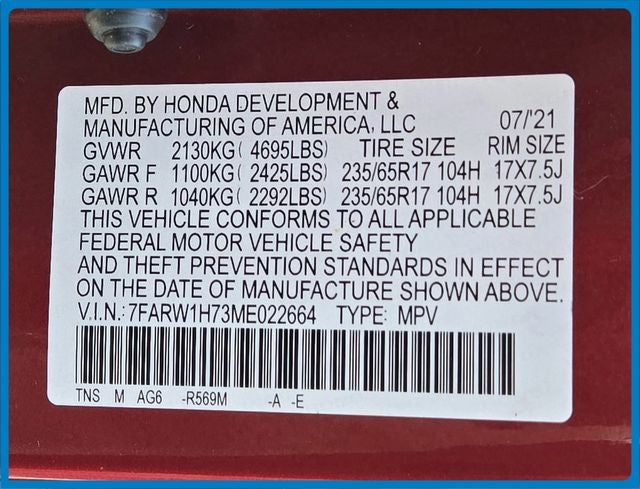 MFD. BY HONDA DEVELOPMENT &
MANUFACTURING OF AMERICA, LLC 07/'21
GVWR 2130KG( 4695LBS) TIRE SIZE RIM SIZE
GAWR F 1100KG( 2425LBS) 235/65R17 104H 17X7.5J
GAWR R 1040KG( 2292LBS) 235/65R17 104H 17X7.5J
THIS VEHICLE CONFORMS TO ALL APPLICABLE
FEDERAL MOTOR VEHICLE SAFETY
AND THEFT PREVENTION STANDARDS IN EFFECT
ON THE DATE OF MANUFACTURE SHOWN ABOVE.
V.I.N.: 7FARW1H73ME022664 TYPE: MPV
TNS M AG6 -R569M -A -E